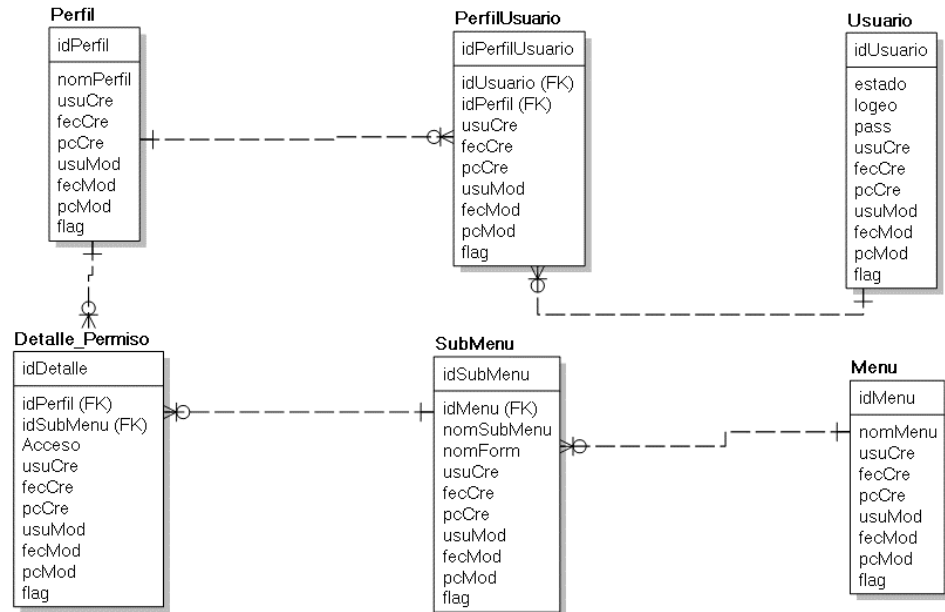 Perfil
idPerfil
nomPerfil
usuCre
fecCre
pcCre
usuMod
fecMod
pcMod
flag
PerfilUsuario
idPerfilUsuario
idUsuario (FK)
idPerfil (FK)
usuCre
fecCre
pcCre
usuMod
fecMod
pcMod
flag
Usuario
idUsuario
estado
logeo
pass
usuCre
fecCre
pcCre
usuMod
fecMod
pcMod
flag
Detalle_Permiso
idDetalle
idPerfil (FK)
idSubMenu (FK)
Acceso
usuCre
fecCre
pcCre
usuMod
fecMod
pcMod
flag
SubMenu
idSubMenu
idMenu (FK)
nomSubMenu
nomForm
usuCre
fecCre
pcCre
usuMod
fecMod
pcMod
flag
Menu
idMenu
nomMenu
usuCre
fecCre
pcCre
usuMod
fecMod
pcMod
flag